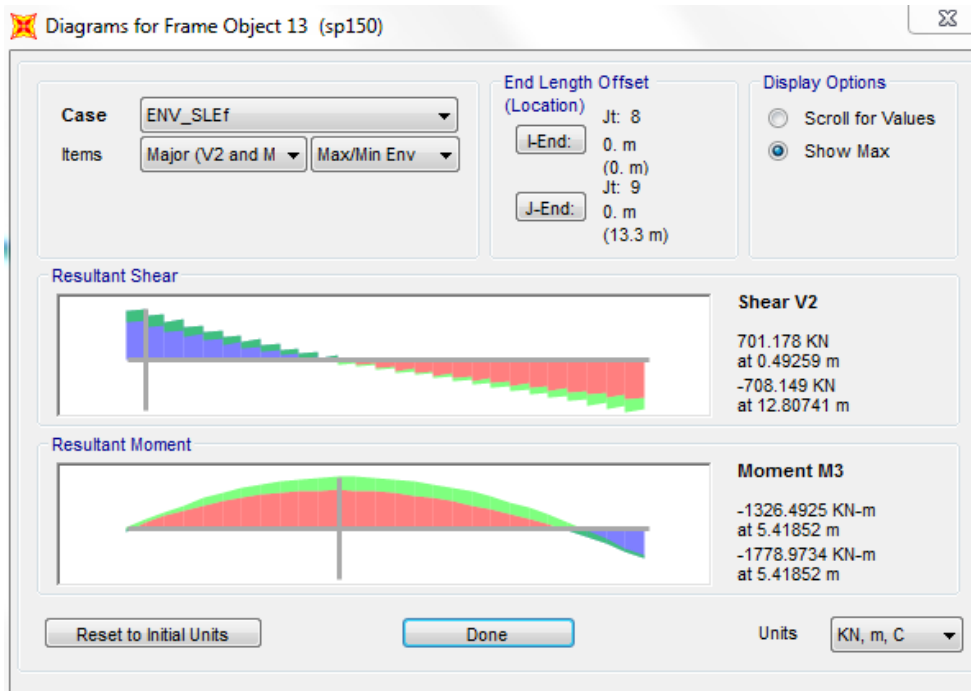 Diagrams for Frame Object 13 (sp150)
Case
ENV_SLEf
Items
Major (V2 and M
Max/Min Env
End Length Offset
(Location)
I-End:
Jt: 8
0. m
(0. m)
J-End:
Jt: 9
0. m
(13.3 m)
Display Options
Scroll for Values
Show Max
Resultant Shear
Shear V2
701.178 KN
at 0.49259 m
-708.149 KN
at 12.80741 m
Resultant Moment
Moment M3
-1326.4925 KN-m
at 5.41852 m
-1778.9734 KN-m
at 5.41852 m
Reset to Initial Units
Done
Units
KN, m, C